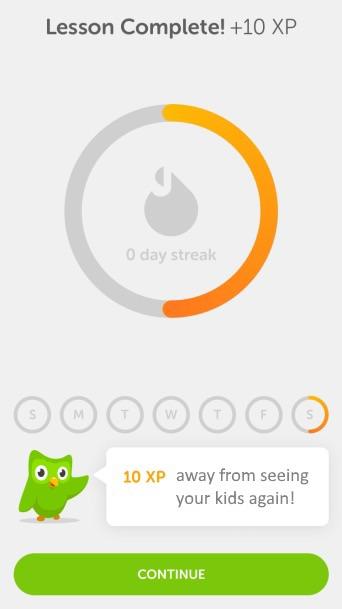 Lesson Complete! +10 XP
0 day streak
S M T W T F S
10 XP away from seeing
your kids again!
CONTINUE